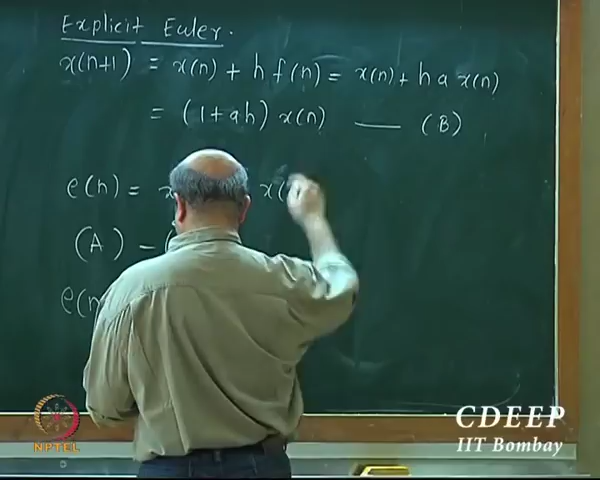 Explicit Euler.
x(n+1) = x(n) + h f(n) = x(n) + h a x(n)
= (1 + ah) x(n) —— (B)
e(n) = x x(
(A) – (
e(n
NPTEL
CDEEP
IIT Bombay